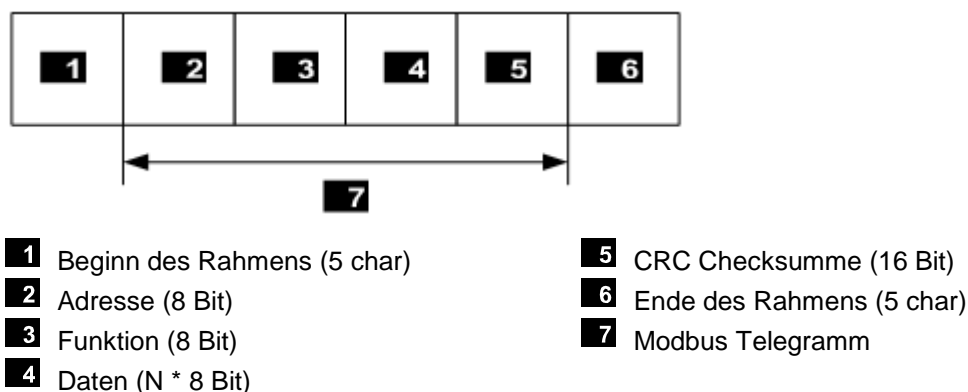 1 2 3 4 5 6
7
1 Beginn des Rahmens (5 char)
2 Adresse (8 Bit)
3 Funktion (8 Bit)
4 Daten (N * 8 Bit)
5 CRC Checksumme (16 Bit)
6 Ende des Rahmens (5 char)
7 Modbus Telegramm